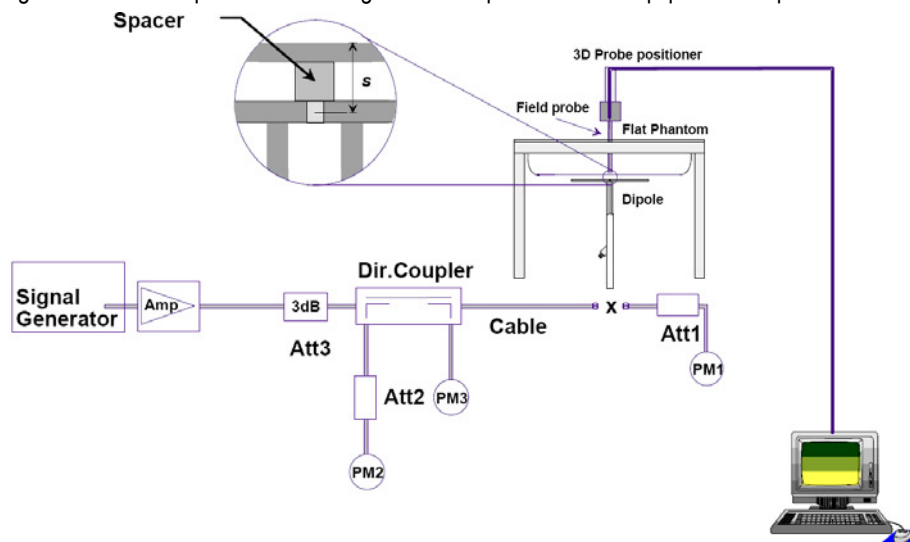 Spacer
s
3D Probe positioner
Field probe
Flat Phantom
Dipole
Dir.Coupler
Signal
Generator
Amp
3dB
Att3
Cable
x
Att1
PM1
Att2
PM3
PM2